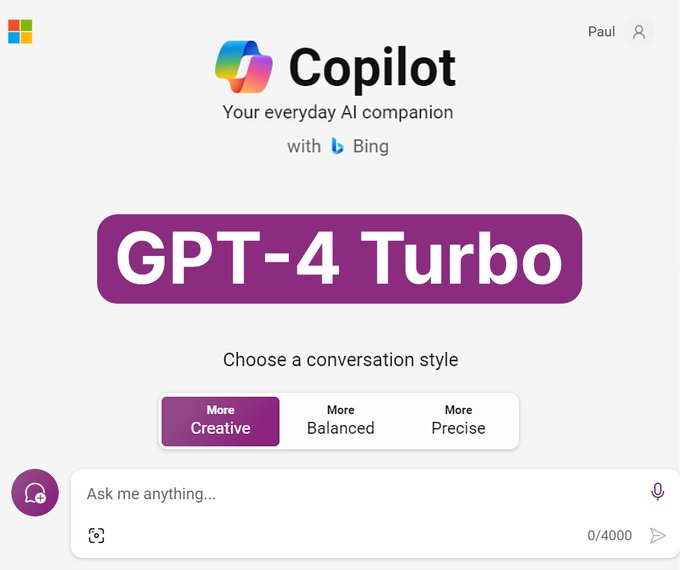 Paul
Copilot
Your everyday AI companion
with Bing
GPT-4 Turbo
Choose a conversation style
More
Creative
More
Balanced
More
Precise
Ask me anything...
0/4000